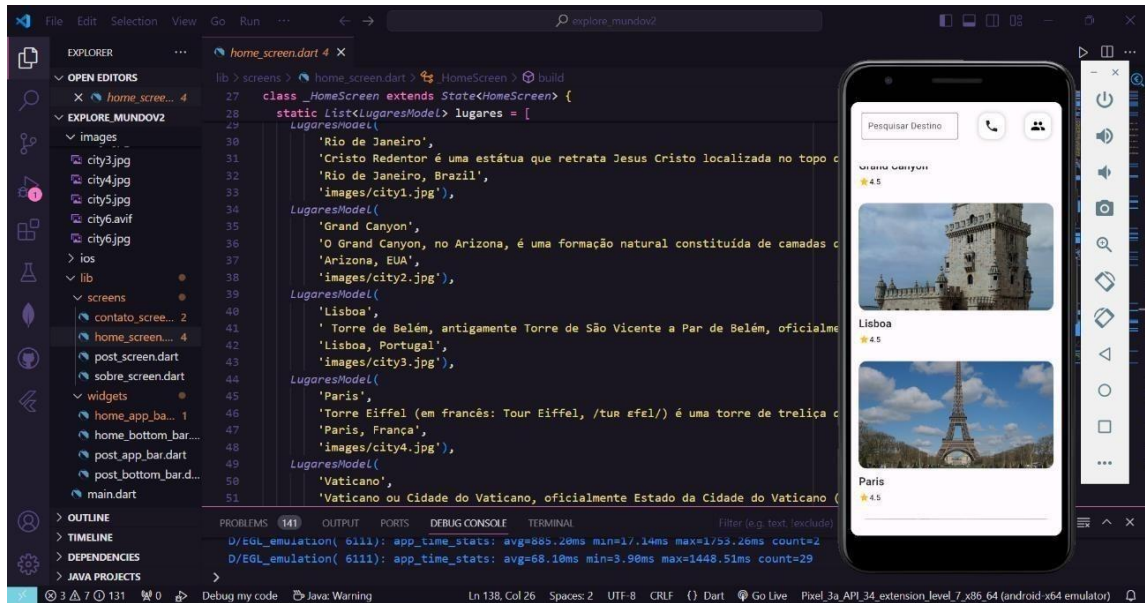 File Edit Selection View Go Run ··· explore_mundov2
EXPLORER
OPEN EDITORS
home_scree... 4
EXPLORE_MUNDOV2
images
city3.jpg
city4.jpg
city5.jpg
city6.avif
city6.jpg
ios
lib
screens
contato_scree... 2
home_screen.... 4
post_screen.dart
sobre_screen.dart
widgets
home_app_ba... 1
home_bottom_bar....
post_app_bar.dart
post_bottom_bar.d...
main.dart
OUTLINE
TIMELINE
DEPENDENCIES
JAVA PROJECTS
1
home_screen.dart 4
lib > screens > home_screen.dart > _HomeScreen > build
27 class _HomeScreen extends State<HomeScreen> {
28 static List<LugaresModel> lugares = [
29 LugaresModel(
30 'Rio de Janeiro',
31 'Cristo Redentor é uma estátua que retrata Jesus Cristo localizada no topo
32 'Rio de Janeiro, Brazil',
33 'images/city1.jpg'),
34 LugaresModel(
35 'Grand Canyon',
36 'O Grand Canyon, no Arizona, é uma formação natural constituída de camadas
37 'Arizona, EUA',
38 'images/city2.jpg'),
39 LugaresModel(
40 'Lisboa',
41 ' Torre de Belém, antigamente Torre de São Vicente a Par de Belém, oficialme
42 'Lisboa, Portugal',
43 'images/city3.jpg'),
44 LugaresModel(
45 'Paris',
46 'Torre Eiffel (em francês: Tour Eiffel, /tuʀ ɛfɛl/) é uma torre de treliça
47 'Paris, França',
48 'images/city4.jpg'),
49 LugaresModel(
50 'Vaticano',
51 'Vaticano ou Cidade do Vaticano, oficialmente Estado da Cidade do Vaticano (
PROBLEMS 141 OUTPUT PORTS DEBUG CONSOLE TERMINAL Filter (e.g. text, !exclude)
D/EGL_emulation( 6111): app_time_stats: avg=885.20ms min=17.14ms max=1753.26ms count=2
D/EGL_emulation( 6111): app_time_stats: avg=68.10ms min=3.90ms max=1448.51ms count=29
Pesquisar Destino
Grand Canyon
4.5
Lisboa
4.5
Paris
4.5
3 7 131 0 Debug my code Java: Warning Ln 138, Col 26 Spaces: 2 UTF-8 CRLF {} Dart Go Live Pixel_3a_API_34_extension_level_7_x86_64 (android-x64 emulator)